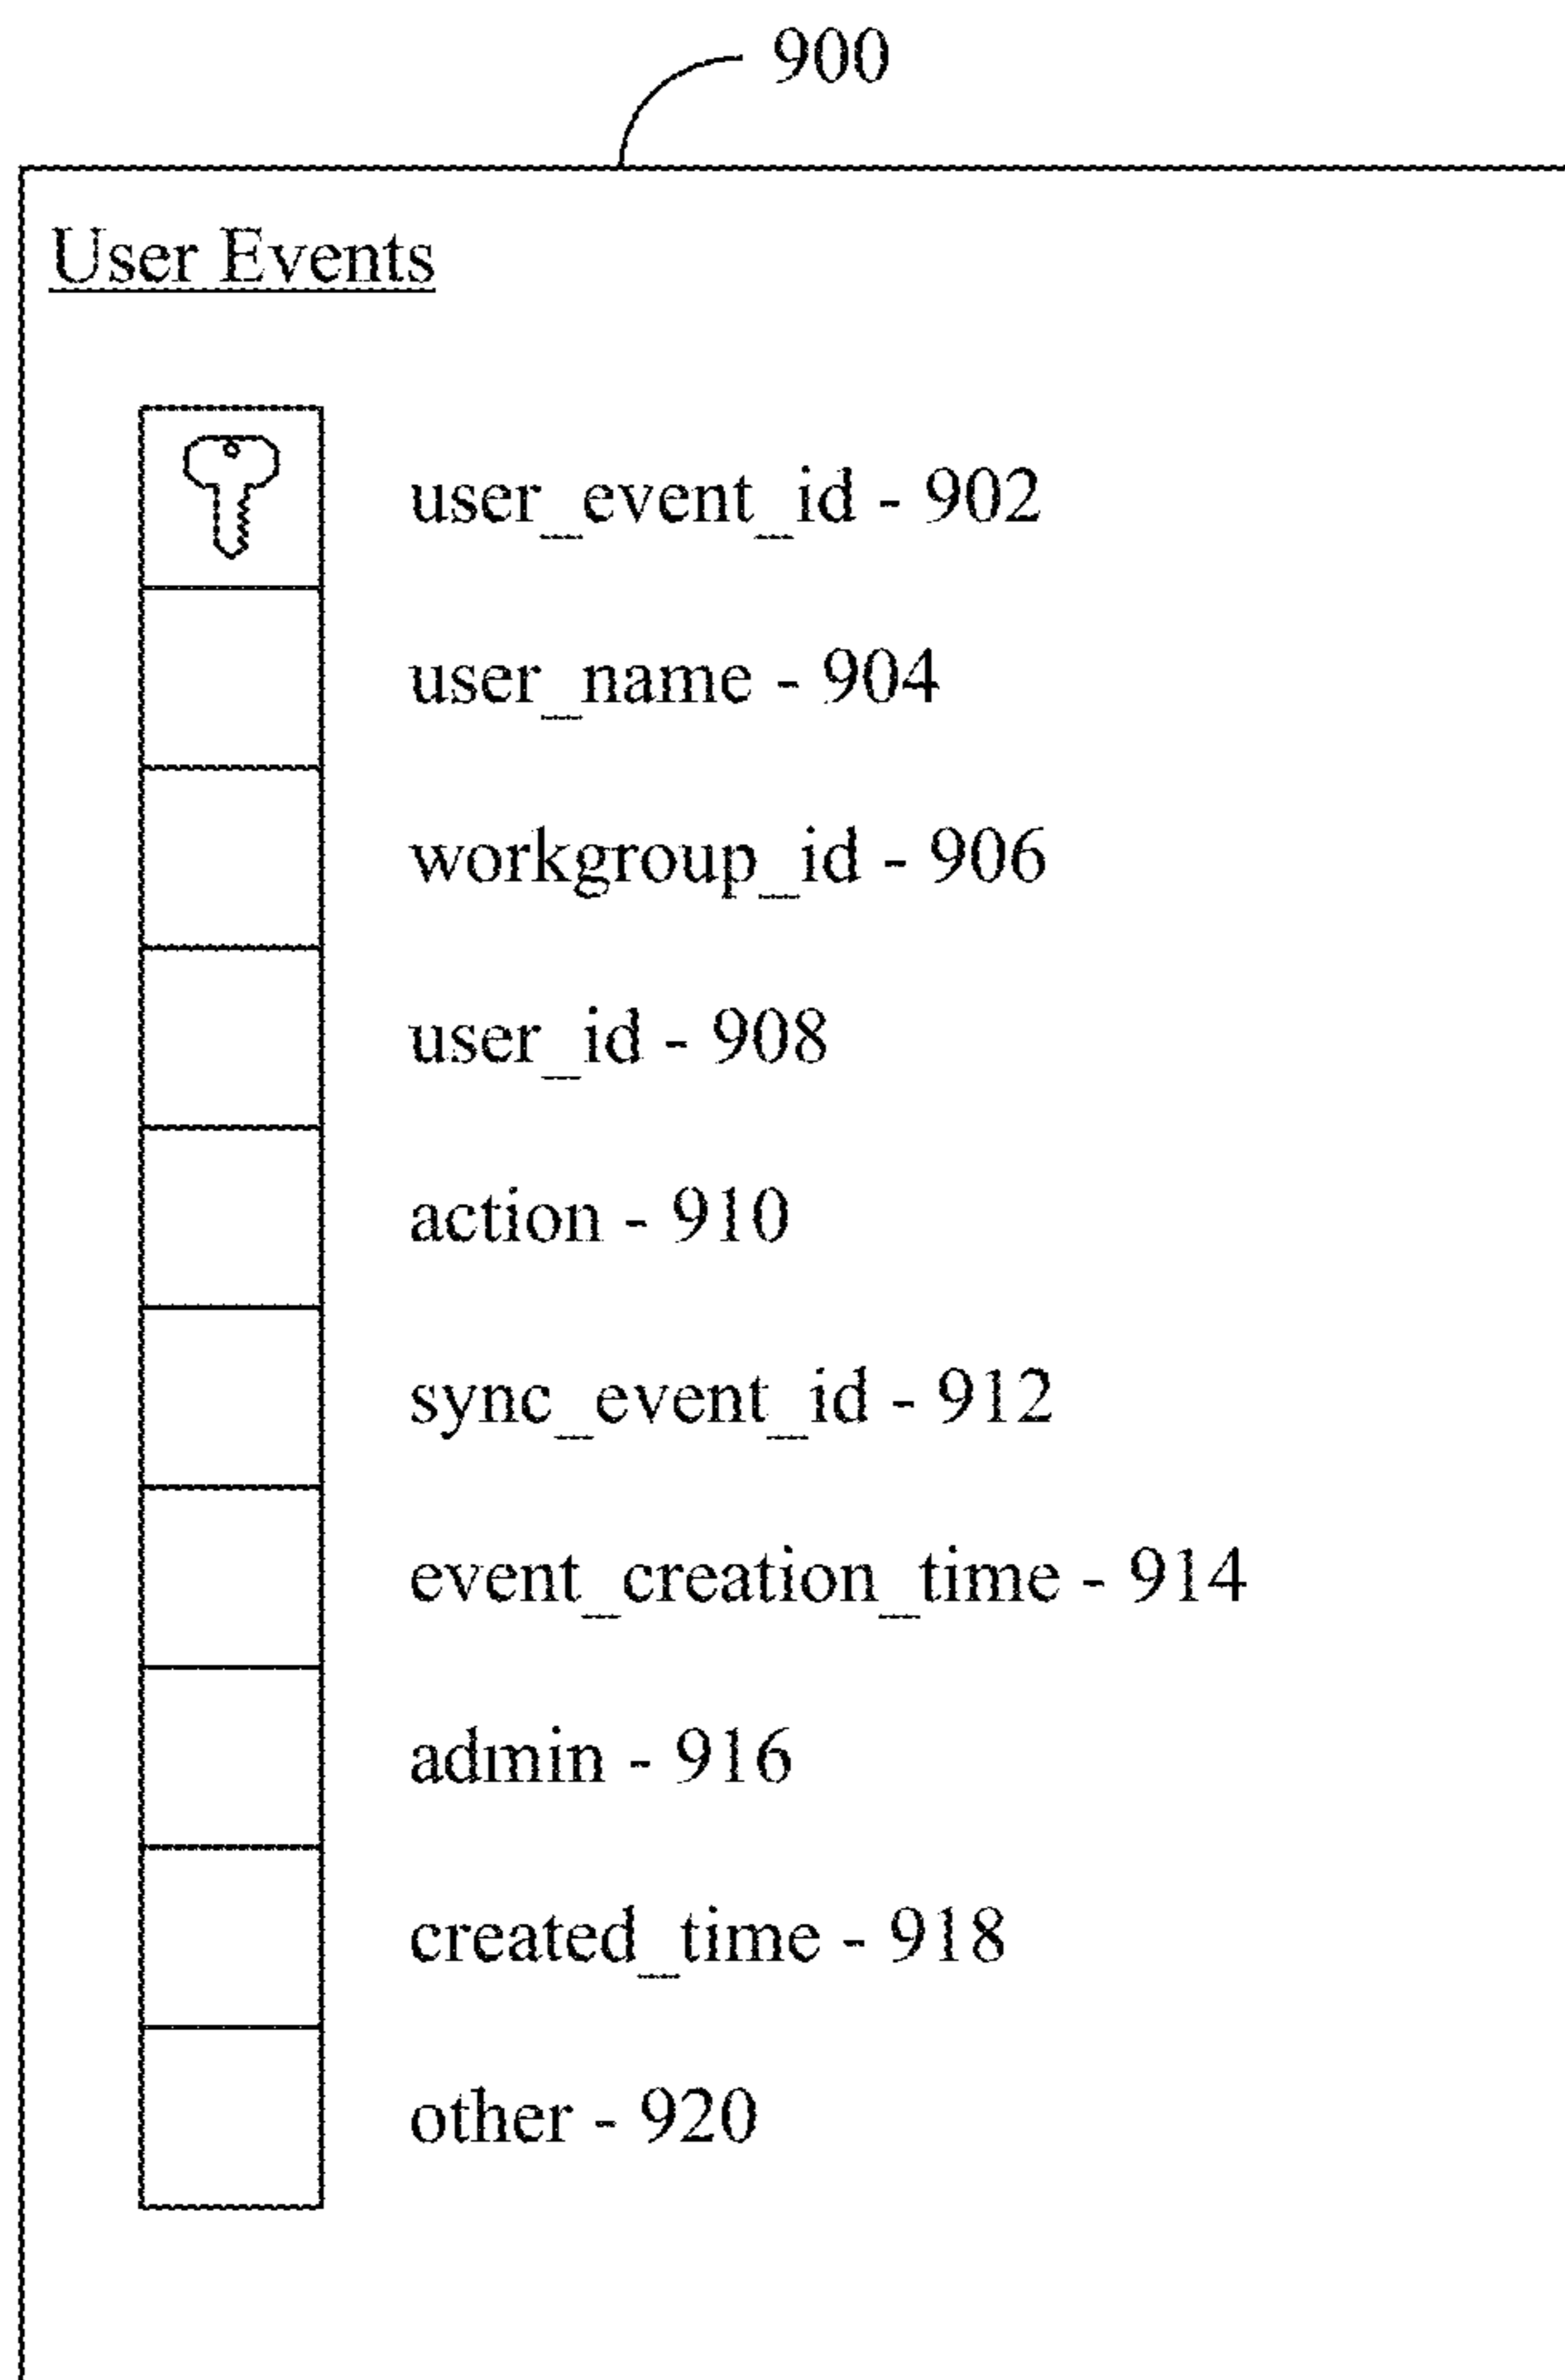 900
User Events
user_event_id - 902
user_name - 904
workgroup_id - 906
user_id - 908
action - 910
sync_event_id - 912
event_creation_time - 914
admin - 916
created_time - 918
other - 920